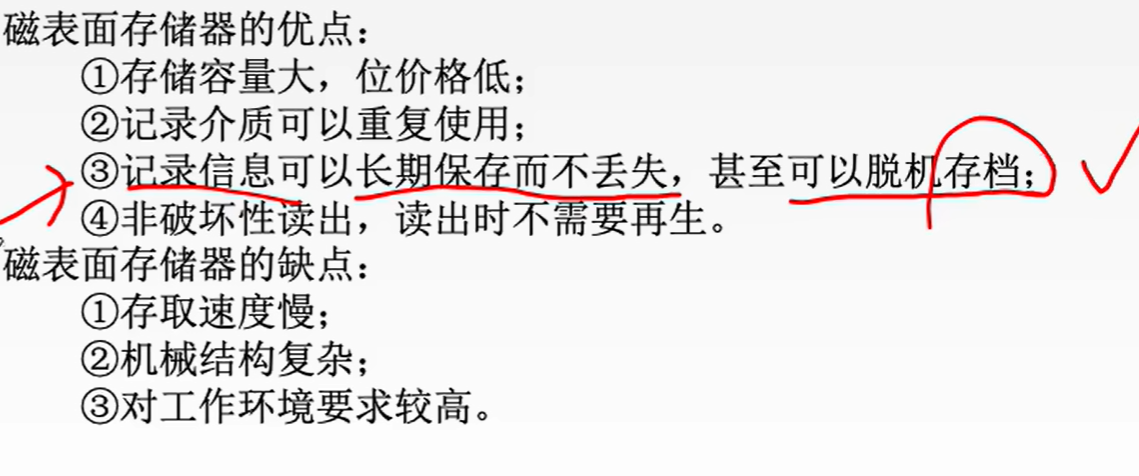 磁表面存储器的优点：
①存储容量大，位价格低；
②记录介质可以重复使用；
③记录信息可以长期保存而不丢失，甚至可以脱机存档；
④非破坏性读出，读出时不需要再生。
磁表面存储器的缺点：
①存取速度慢；
②机械结构复杂；
③对工作环境要求较高。